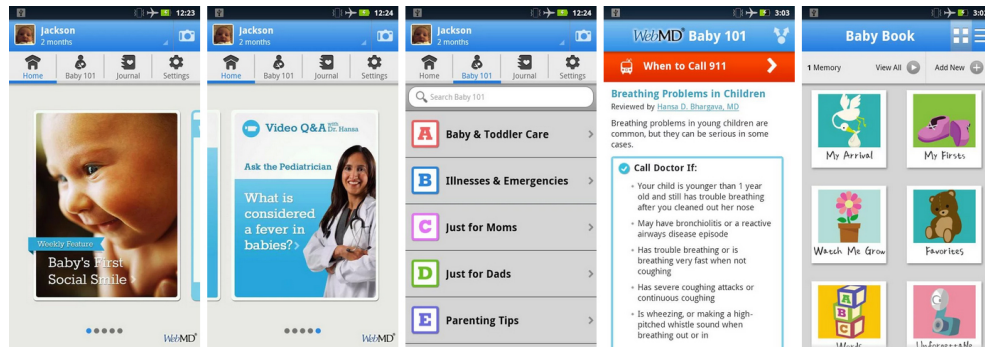 12:23
Jackson
2 months
Home
Baby 101
Journal
Settings
Weekly Feature
Baby's First
Social Smile
WebMD
12:24
Jackson
2 months
Home
Baby 101
Journal
Settings
Video Q&A with Dr. Hansa
Ask the Pediatrician
What is
considered
a fever in
babies?
WebMD
12:24
Jackson
2 months
Home
Baby 101
Journal
Settings
Search Baby 101
A Baby & Toddler Care
B Illnesses & Emergencies
C Just for Moms
D Just for Dads
E Parenting Tips
3:03
WebMD Baby 101
When to Call 911
Breathing Problems in Children
Reviewed by Hansa D. Bhargava, MD
Breathing problems in young children are
common, but they can be serious in some
cases.
Call Doctor If:
• Your child is younger than 1 year
old and still has trouble breathing
after you cleaned out her nose
• May have bronchiolitis or a reactive
airways disease episode
• Has trouble breathing or is
breathing very fast when not
coughing
• Has severe coughing attacks or
continuous coughing
• Is wheezing, or making a high-
pitched whistle sound when
breathing out or in
3:03
Baby Book
1 Memory
View All
Add New
My Arrival
My Firsts
Watch Me Grow
Favorites
A
B
C